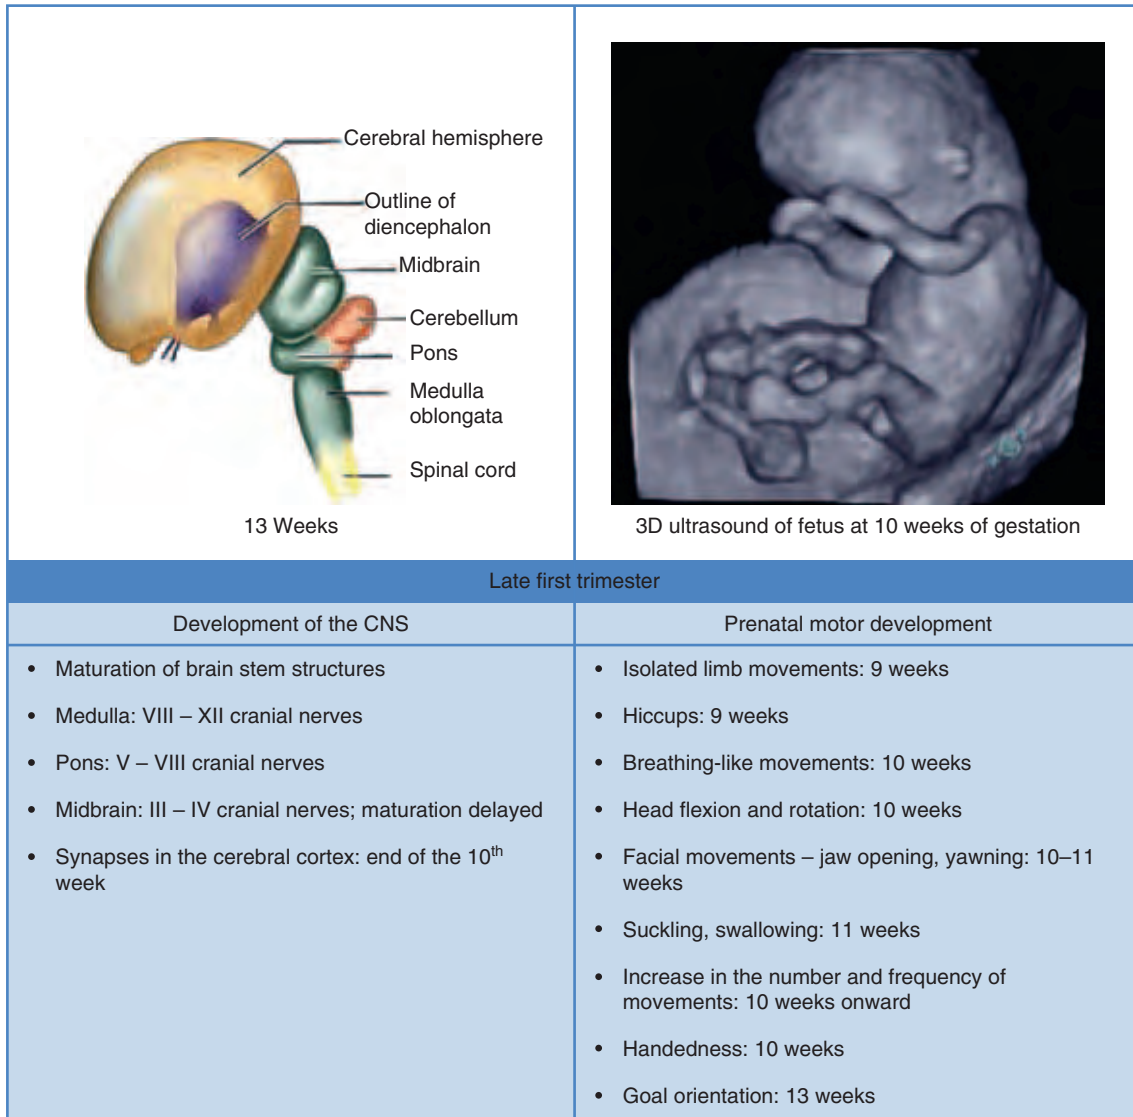 Cerebral hemisphere
Outline of
diencephalon
Midbrain
Cerebellum
Pons
Medulla
oblongata
Spinal cord
13 Weeks
3D ultrasound of fetus at 10 weeks of gestation
Late first trimester
Development of the CNS
• Maturation of brain stem structures
• Medulla: VIII – XII cranial nerves
• Pons: V – VIII cranial nerves
• Midbrain: III – IV cranial nerves; maturation delayed
• Synapses in the cerebral cortex: end of the 10th
week
Prenatal motor development
• Isolated limb movements: 9 weeks
• Hiccups: 9 weeks
• Breathing-like movements: 10 weeks
• Head flexion and rotation: 10 weeks
• Facial movements – jaw opening, yawning: 10–11
weeks
• Suckling, swallowing: 11 weeks
• Increase in the number and frequency of
movements: 10 weeks onward
• Handedness: 10 weeks
• Goal orientation: 13 weeks